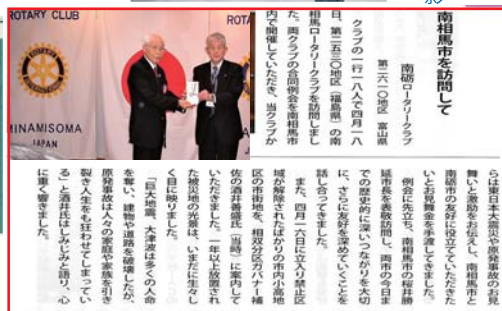 ROTARY CLUB
ROT
MINAMISOMA
JAPAN
南相馬市を訪問して
南砺ロータリークラブ
第二六一〇地区 富山県
クラブの一行一八人で四月一八
日、第二五三〇地区(福島県)の南
相馬ロータリークラブを訪問しまし
た。両クラブの合同例会を南相馬市
内で開催していただき、当クラブか
らは東日本大震災や原発事故のお見
舞いと激励をお伝えし、南相馬市と
南砺市の友好に役立てていただきた
いとお見舞金を手渡してきました。
例会に先立ち、南相馬市の桜井勝
延市長を表敬訪問し、両市の今日ま
での歴史的に深いつながりを大切
に、さらに友好を深めていくことを
話し合ってきました。
また、四月一六日に立入り禁止区
域が解除されたばかりの市内小高地
区の市街地を、相双分区ガバナー補
佐の酒井善盛氏(当時)に案内して
いただきました。一年以上放置され
た被災地の光景は、いまだに生々し
く目に映りました。
「巨大地震、大津波は多くの人命
を奪い、建物や道路を破壊したが、
原発事故は人々の家庭や家族を引き
裂き人生をも狂わせてしまってい
る」と酒井氏はしみじみと語り、心
に重く響きました。